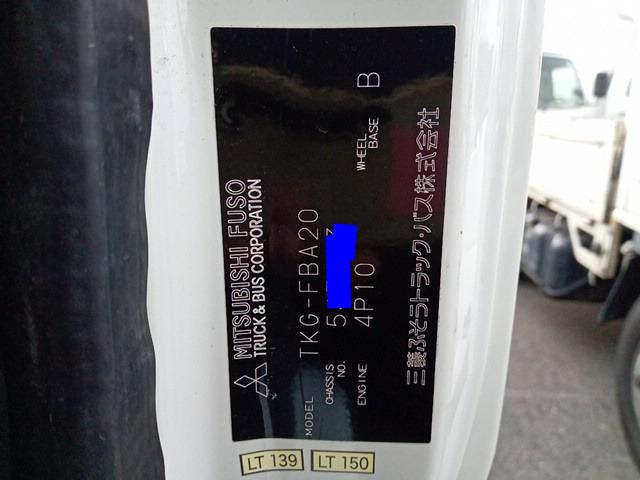 MITSUBISHI FUSO
TRUCK & BUS CORPORATION
MODEL TKG-FBA20
CHASSIS NO.
ENGINE 4P10 WHEEL BASE B
三菱ふそうトラック・バス株式会社
LT 139
LT 150